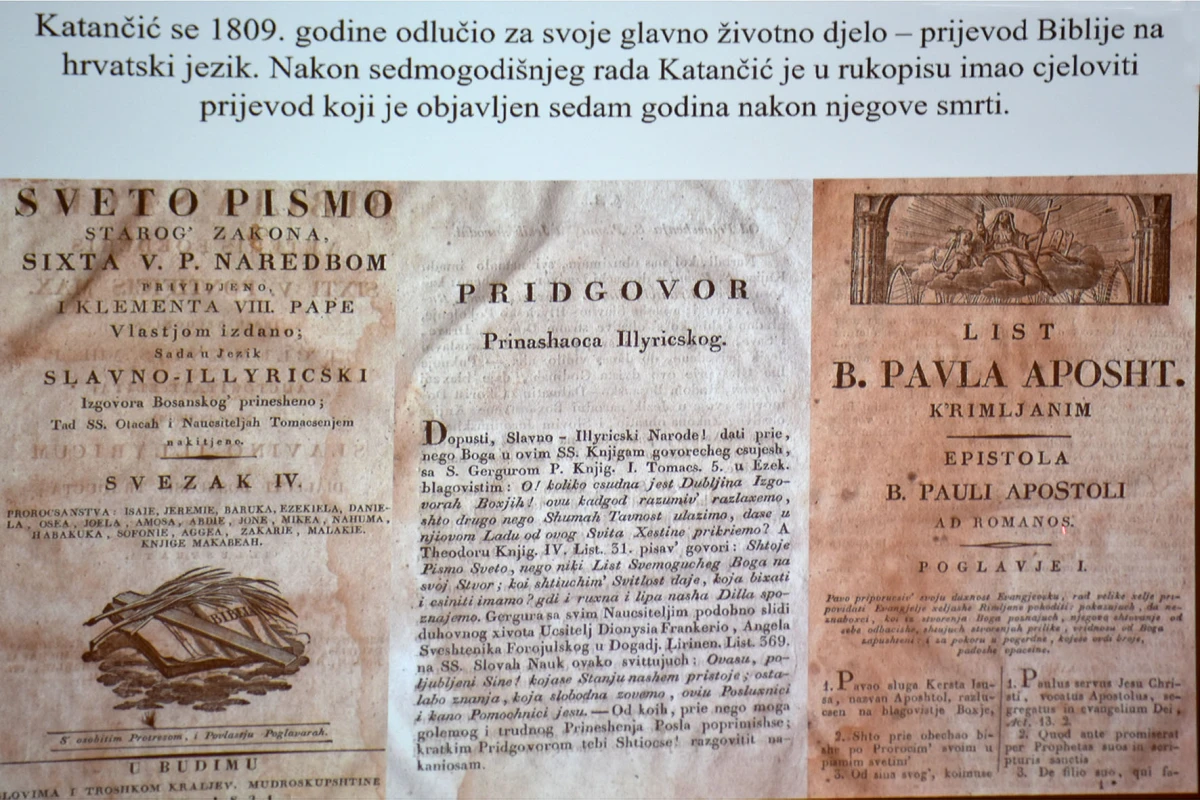 Katančić se 1809. godine odlučio za svoje glavno životno djelo – prijevod Biblije na
hrvatski jezik. Nakon sedmogodišnjeg rada Katančić je u rukopisu imao cjeloviti
prijevod koji je objavljen sedam godina nakon njegove smrti.
SVETO PISMO
STAROG' ZAKONA,
SIXTA V. P. NAREDBOM
PRIVIDJENO,
I KLEMENTA VIII. PAPE
Vlastjom izdano;
Sada u Jezik
SLAVNO-ILLYRICSKI
Izgovora Bosanskog' prinesheno;
Tad SS. Otacah i Naucsiteljah Tomacsenjem
nakitjeno.
SVEZAK IV.
PROROCSANSTVA: ISAIE, JEREMIE, BARUKA, EZEKIELA, DANIE-
LA, OSEA, JOELA, AMOSA, ABDIE, JONE, MIKEA, NAHUMA,
HABAKUKA, SOFONIE, AGGEA, ZAKARIE, MALAKIE.
KNJIGE MAKABEAH.
BIBEL
S' osobitim Protresom, i Povlastju Poglavarah.
U BUDIMU
SLOVIMA I TROSHKOM KRALJEV. MUDROSKUPSHTINE
1831.
PRIDGOVOR
Prinashaoca Illyricskog.
Dopusti, Slavno-Illyricski Narode! dati prie,
nego Boga u ovim SS. Knjigam govorecheg csujesh,
sa S. Gergurom P. Knjig. I. Tomacs. 5. u Ezek.
blagovistim: O! koliko csudna jest Dubljina Izgo-
vorah Boxjih! ovu kadgod razumiv' razlaxemo,
shto drugo nego Shumah Tavnost ulazimo, daxe u
njiovom Ladu od ovog Svita Xestine prikriemo? A
Theodoru Knjig. IV. List. 31. pisav' govori: Shtoje
Pismo Sveto, nego niki List Svemogucheg Boga na
svoj Stvor; koi shtiuchim' Svitlost daje, koja bixati
i csiniti imamo? gdi i ruxna i lipa nasha Dilla spo-
znajemo. Gergura sa svim Naucsiteljim podobno slidi
duhovnog xivota Ucsitelj Dionysia Frankerio, Angela
Sveshtenika Forojulskog u Dogadj. Lirinen. List. 369.
na SS. Slovah Nauk ovako svittujuch: Ovasu, po-
ljubljeni Sine! kojase Stanju nashem pristoje; osta-
labo znanja, koja slobodna zovemo, oviu Posluxnici
i kano Pomochnici jesu. — Od koih, prie nego moga
golemog i trudnog Prineshenja Posla poprimishse;
kratkim Pridgovorom tebi Shtiocse! razgovitit na-
kaniosam.
LIST
B. PAVLA APOSHT.
K'RIMLJANIM
EPISTOLA
B. PAULI APOSTOLI
AD ROMANOS.
POGLAVJE I.
1. Pavao sluga Kersta Isu-
sa, nazvan Aposhtol, razlu-
csen na blagovistje Boxje,
2. Shto prie obechao bi-
she po Prorocim' svoim u
pismim svetim'
3. Od sina svog', koimuse
1. Paulus servus Jesu Chri-
sti, vocatus Apostolus, se-
gregatus in evangelium Dei,
Act. 13. 2.
2. Quod ante promiserat
per Prophetas suos in scri-
pturis sanctis
3. De filio suo, qui fa-
1